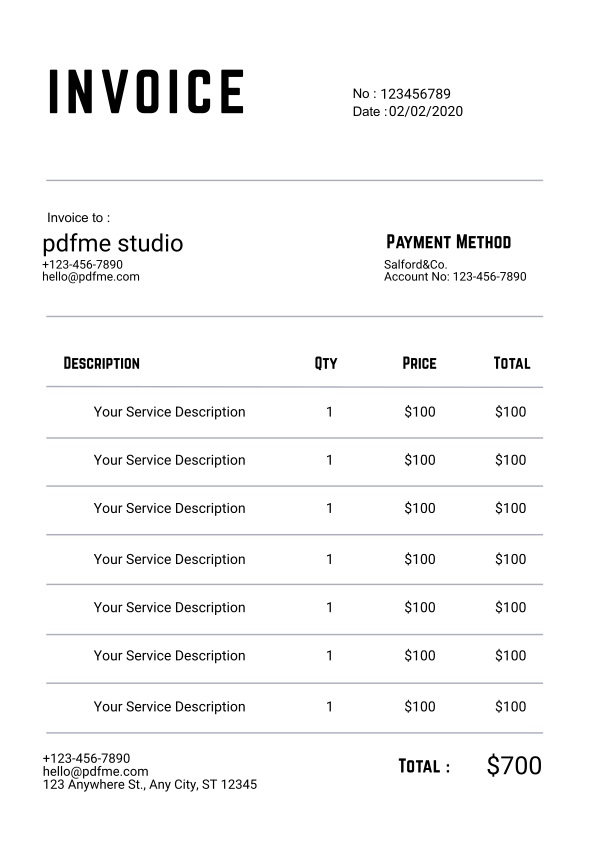 INVOICE
No : 123456789
Date : 02/02/2020
Invoice to :
pdfme studio
+123-456-7890
hello@pdfme.com
Payment Method
Salford&Co.
Account No: 123-456-7890
Description Qty Price Total
Your Service Description 1 $100 $100
Your Service Description 1 $100 $100
Your Service Description 1 $100 $100
Your Service Description 1 $100 $100
Your Service Description 1 $100 $100
Your Service Description 1 $100 $100
Your Service Description 1 $100 $100
+123-456-7890
hello@pdfme.com
123 Anywhere St., Any City, ST 12345
Total : $700